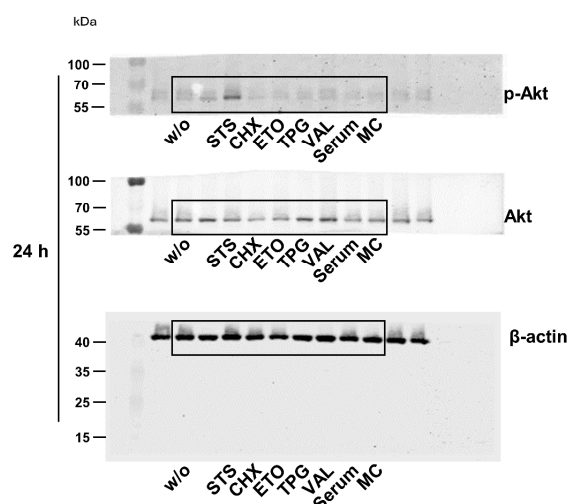 kDa
100
70
55
p-Akt
w/o STS CHX ETO TPG VAL Serum MC
100
70
55
Akt
w/o STS CHX ETO TPG VAL Serum MC
24 h
40
35
25
15
β-actin
w/o STS CHX ETO TPG VAL Serum MC